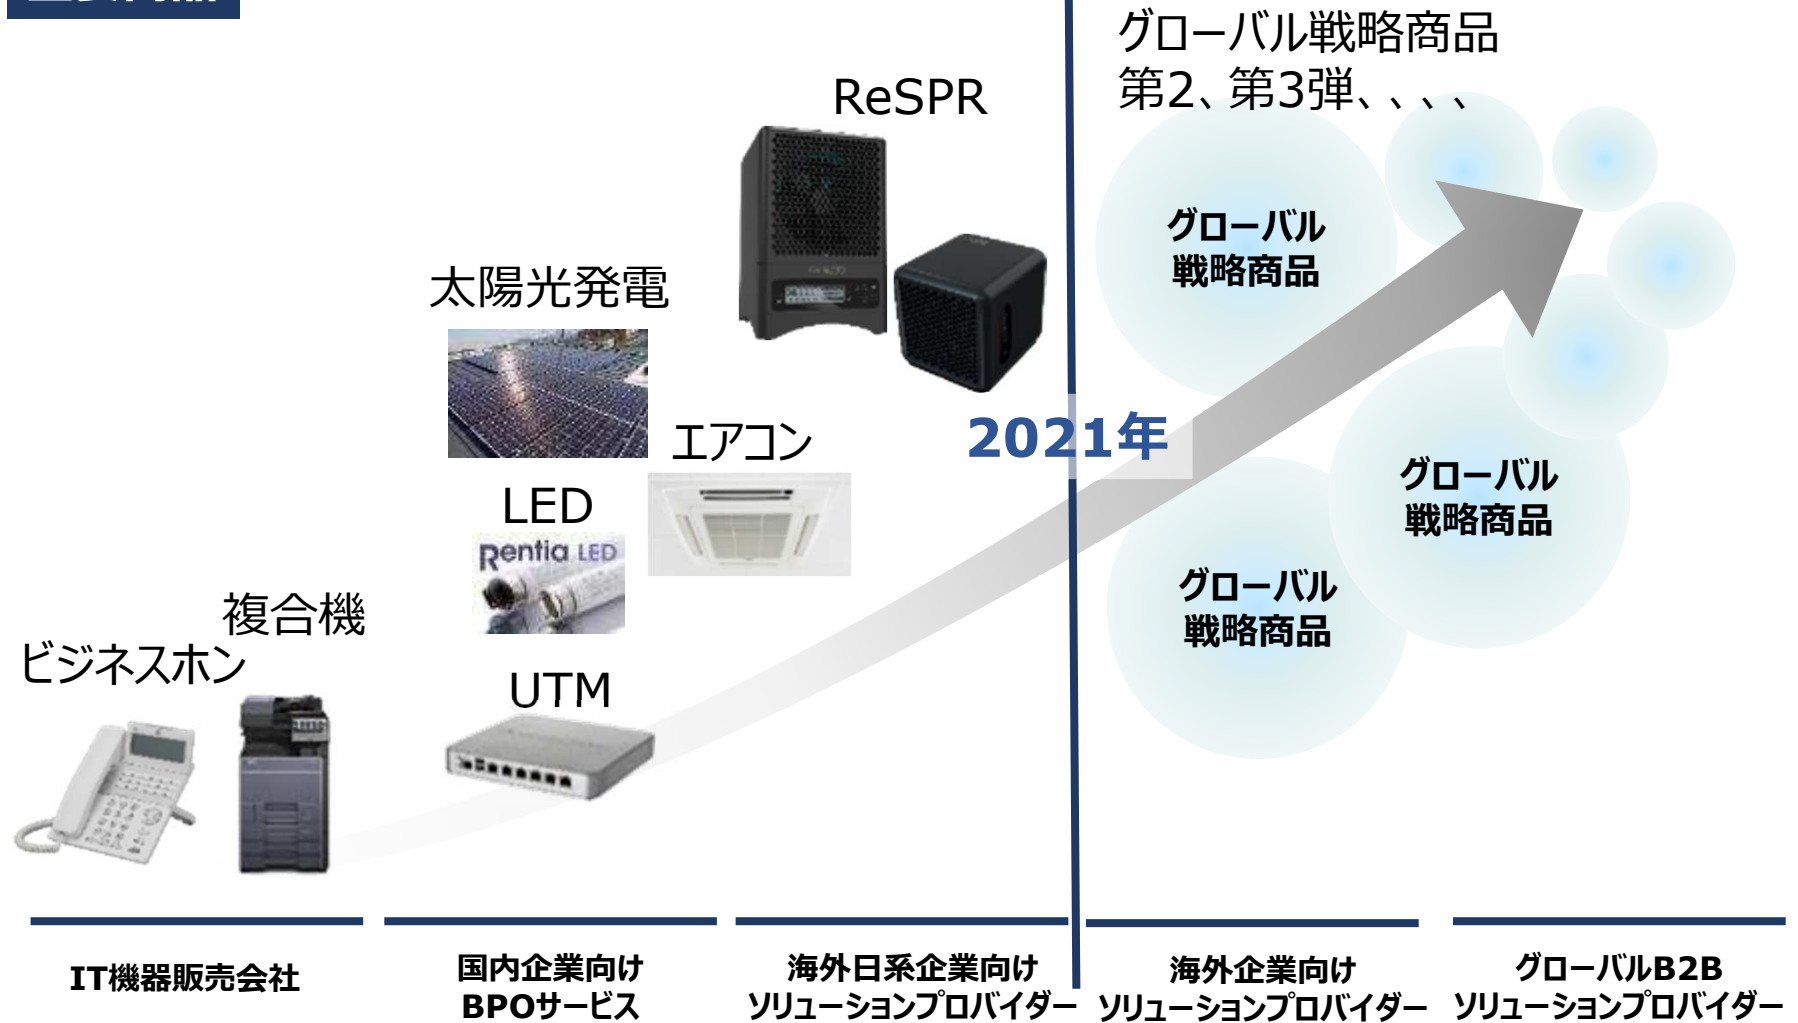 グローバル戦略商品
第2、第3弾、、、、
ReSPR
グローバル
戦略商品
太陽光発電
2021年
エアコン
グローバル
戦略商品
LED
Rentia LED
グローバル
戦略商品
複合機
ビジネスホン
UTM
IT機器販売会社
国内企業向け
BPOサービス
海外日系企業向け
ソリューションプロバイダー
海外企業向け
ソリューションプロバイダー
グローバルB2B
ソリューションプロバイダー